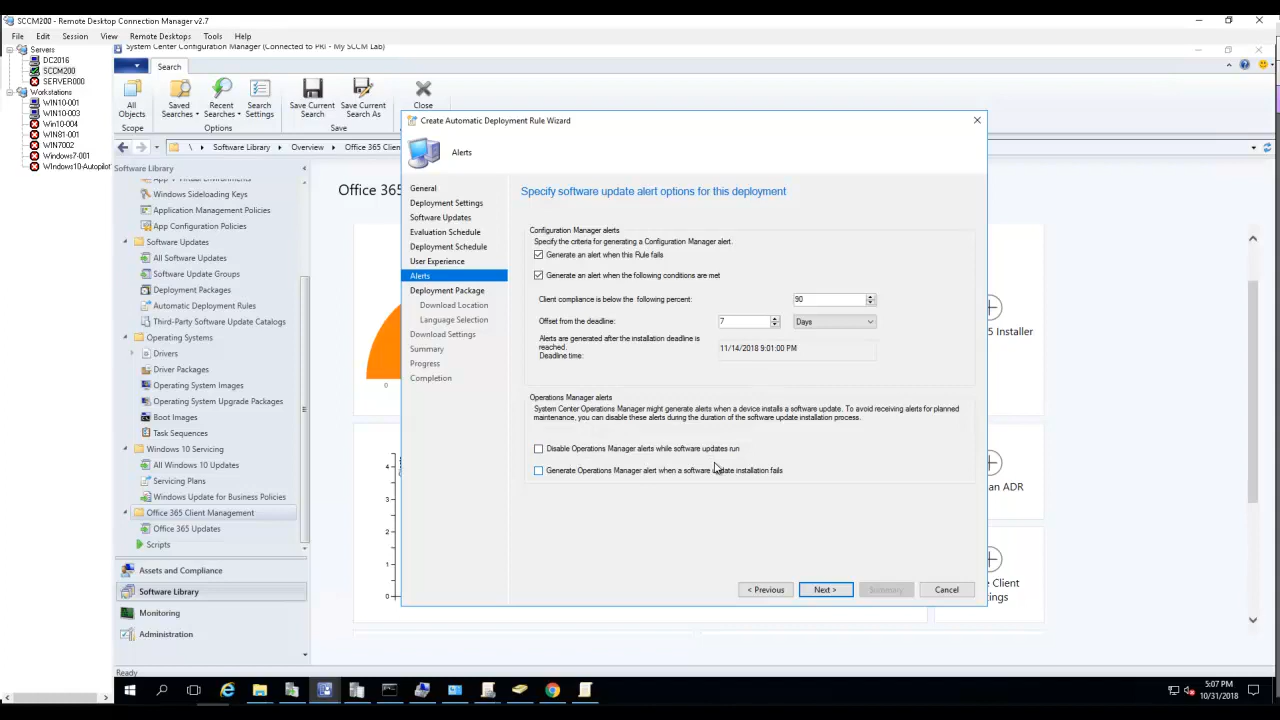 SCCM200 - Remote Desktop Connection Manager v2.7
File Edit Session View Remote Desktops Tools Help
Servers
DC2016
SCCM200
SERVER000
Workstations
WIN10-001
WIN10-003
Win10-004
WIN81-001
WIN7002
Windows7-001
Windows10-Autopilot
System Center Configuration Manager (Connected to PRI - My SCCM Lab)
Search
All Objects
Saved Searches
Recent Searches
Search Settings
Save Current Search
Save Current Search As
Close
Scope Options Save
\ Software Library Overview Office 365 Clien
Software Library
Windows Sideloading Keys
Application Management Policies
App Configuration Policies
Software Updates
All Software Updates
Software Update Groups
Deployment Packages
Automatic Deployment Rules
Third-Party Software Update Catalogs
Operating Systems
Drivers
Driver Packages
Operating System Images
Operating System Upgrade Packages
Boot Images
Task Sequences
Windows 10 Servicing
All Windows 10 Updates
Servicing Plans
Windows Update for Business Policies
Office 365 Client Management
Office 365 Updates
Scripts
Assets and Compliance
Software Library
Monitoring
Administration
Ready
Office 365
0
4
3
2
1
0
5 Installer
an ADR
e Client
tings
Create Automatic Deployment Rule Wizard
Alerts
General
Deployment Settings
Software Updates
Evaluation Schedule
Deployment Schedule
User Experience
Alerts
Deployment Package
Download Location
Language Selection
Download Settings
Summary
Progress
Completion
Specify software update alert options for this deployment
Configuration Manager alerts
Specify the criteria for generating a Configuration Manager alert.
Generate an alert when this Rule fails
Generate an alert when the following conditions are met
Client compliance is below the following percent: 90
Offset from the deadline: 7 Days
Alerts are generated after the installation deadline is
reached.
Deadline time:
11/14/2018 9:01:00 PM
Operations Manager alerts
System Center Operations Manager might generate alerts when a device installs a software update. To avoid receiving alerts for planned
maintenance, you can disable these alerts during the duration of the software update installation process.
Disable Operations Manager alerts while software updates run
Generate Operations Manager alert when a software update installation fails
< Previous Next > Summary Cancel
5:07 PM
10/31/2018